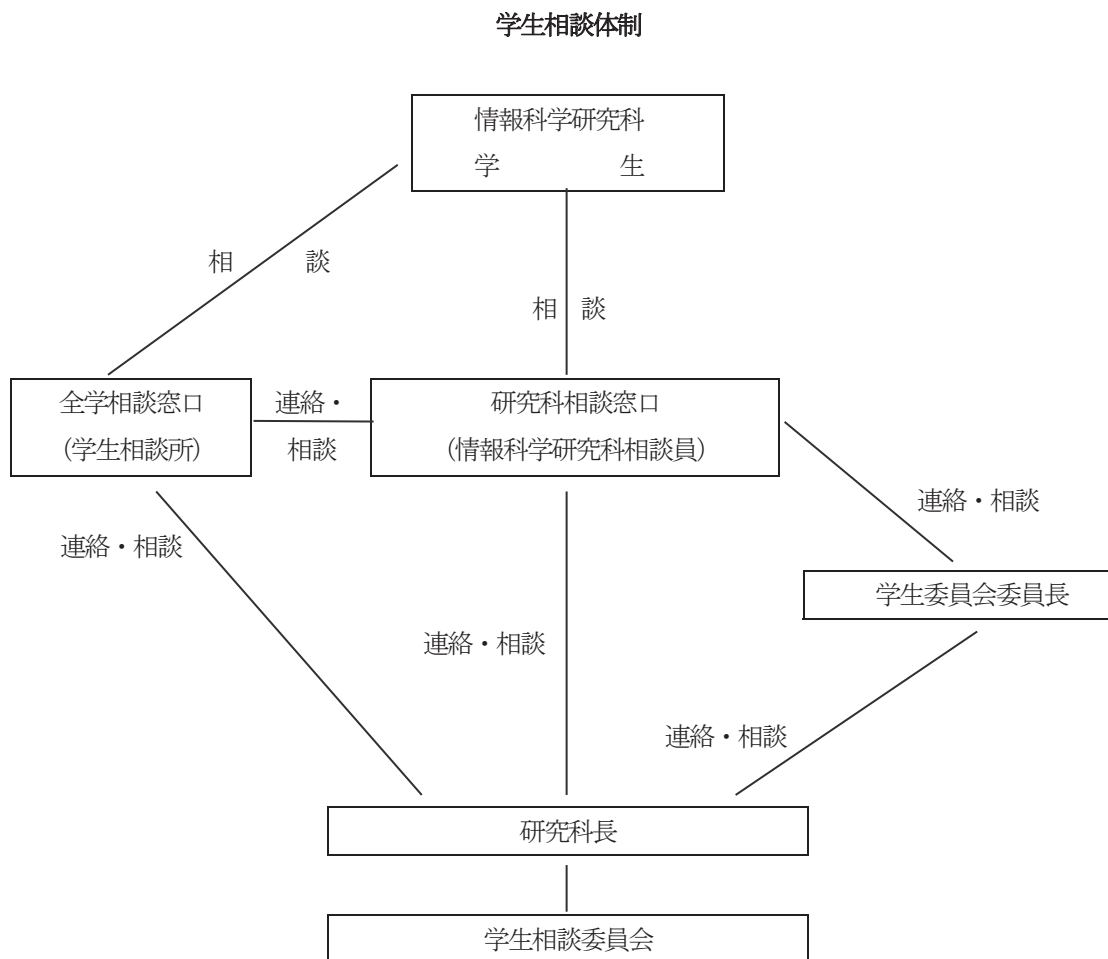 学生相談体制
情報科学研究科
学 生
相 談
相 談
全学相談窓口
(学生相談所)
連絡・
相談
研究科相談窓口
(情報科学研究科相談員)
連絡・相談
連絡・相談
学生委員会委員長
連絡・相談
連絡・相談
研究科長
学生相談委員会